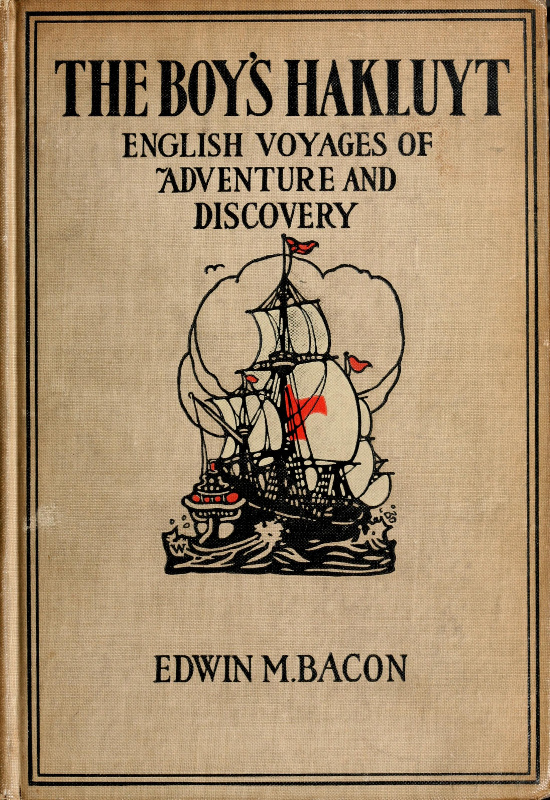 THE BOY'S HAKLUYT
ENGLISH VOYAGES OF
ADVENTURE AND
DISCOVERY
W
EDWIN M. BACON